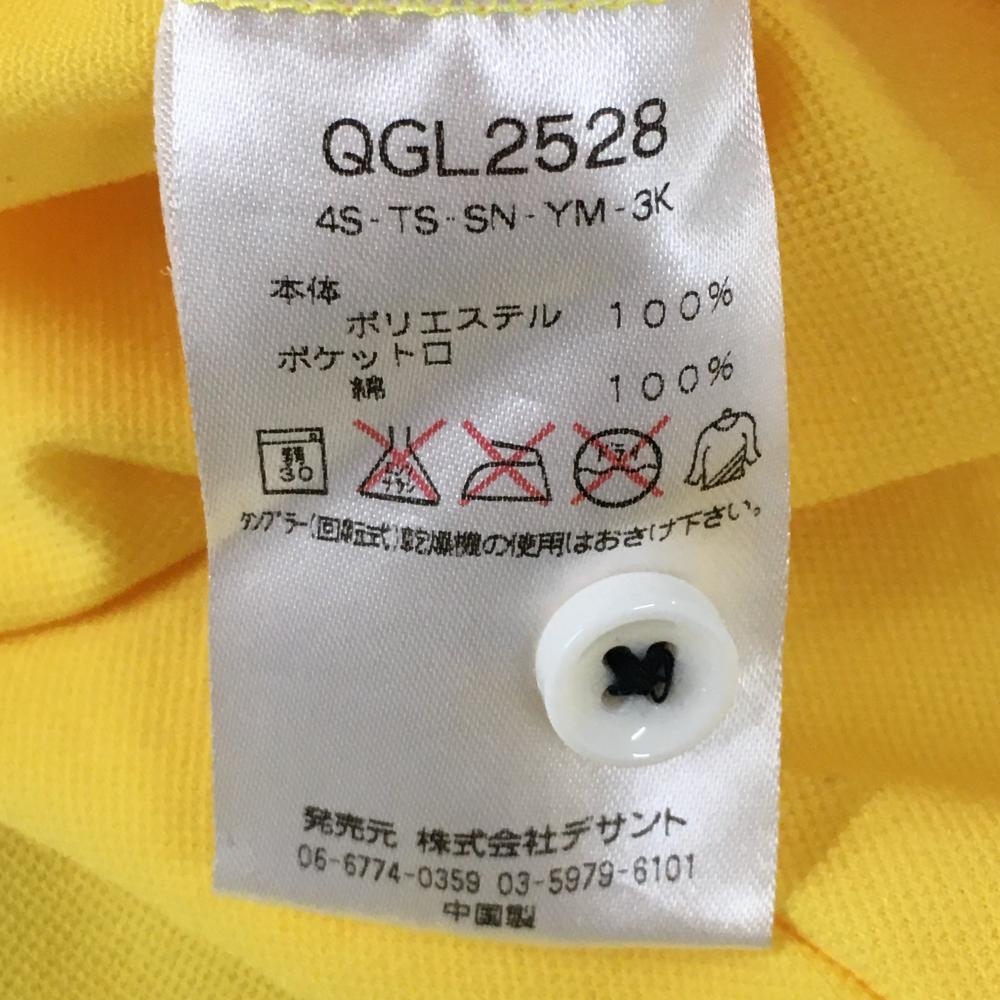 QGL2528
4S-TS-SN-YM-3K
本体
ポリエステル 100%
ポケット口
綿 100%
30 ドライ
タンブラー(回転式)乾燥機の使用はおさけ下さい。
発売元 株式会社デサント
06-6774-0359 03-5979-6101
中国製